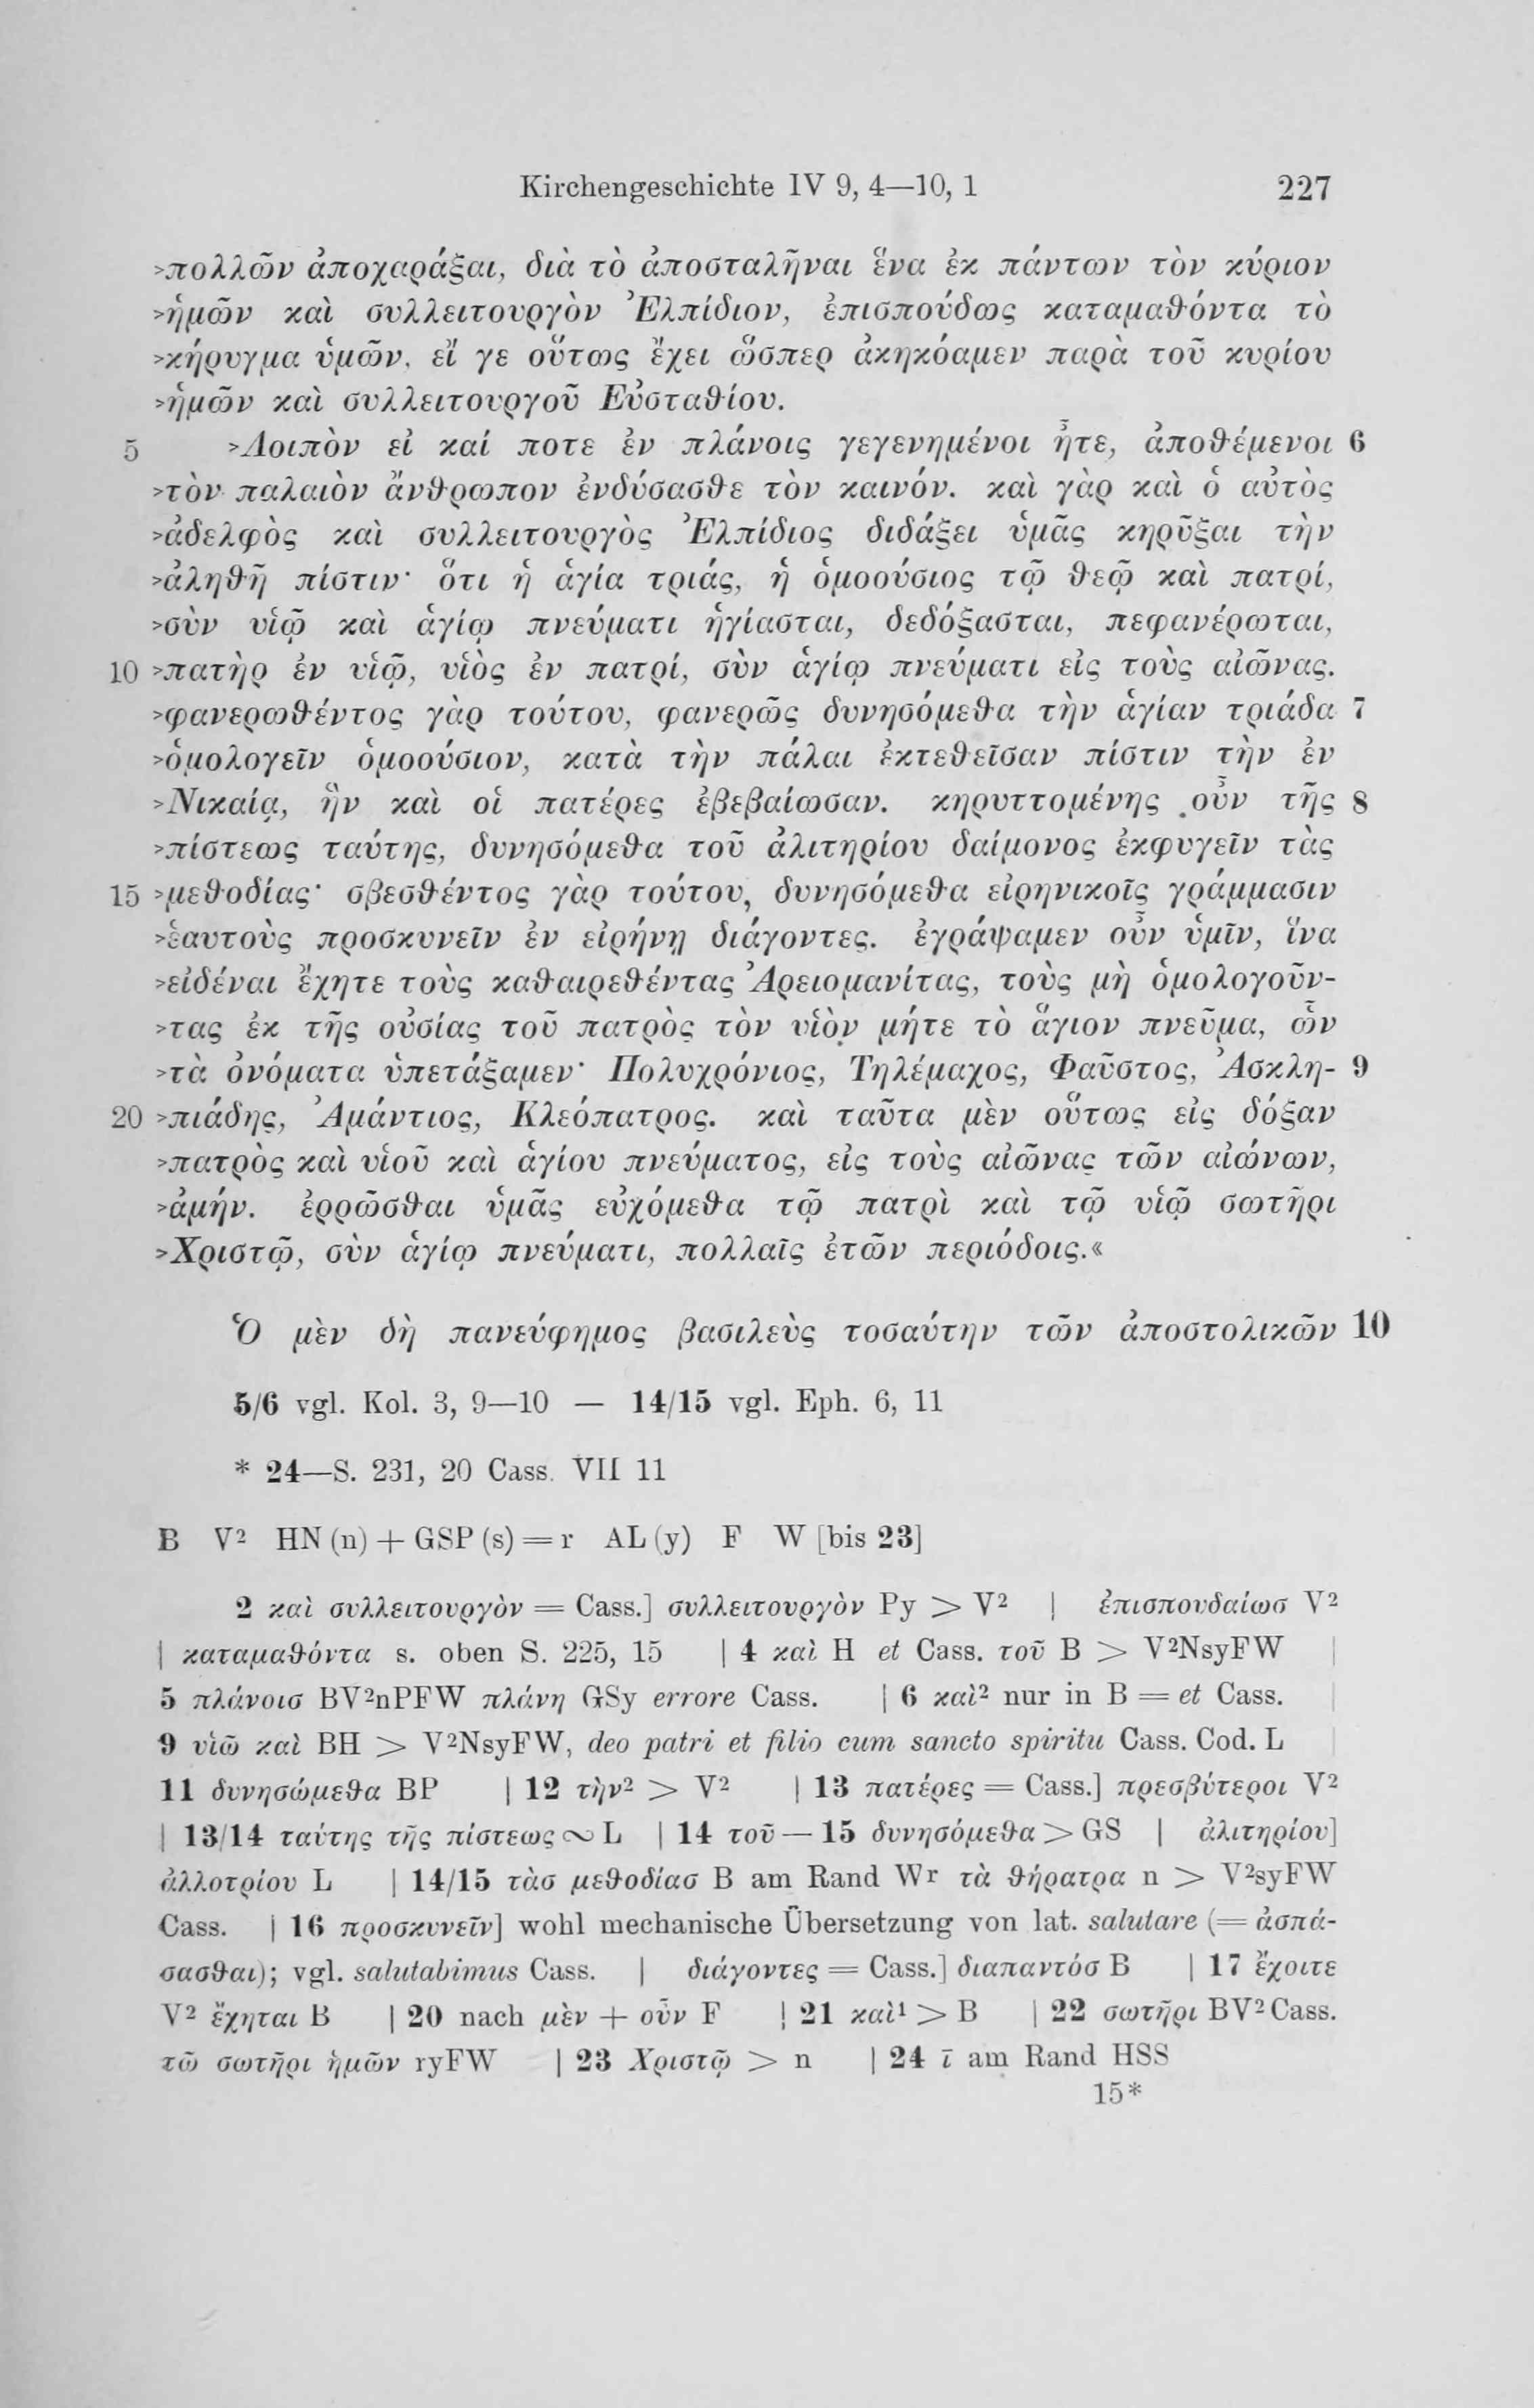 Kirchengeschichte IV 9, 4—10, 1 227
>πολλῶν ἀποχαράξαι, διὰ τὸ ἀποσταλῆναι ἕνα ἐκ πάντων τὸν κύριον
>ἡμῶν καὶ συλλειτουργὸν Ἐλπίδιον, ἐπισπούδως καταμαθόντα τὸ
>κήρυγμα ὑμῶν, εἴ γε οὕτως ἔχει ὥσπερ ἀκηκόαμεν παρὰ τοῦ κυρίου
>ἡμῶν καὶ συλλειτουργοῦ Εὐσταθίου.
5 >Λοιπὸν εἰ καί ποτε ἐν πλάνοις γεγενημένοι ἦτε, ἀποθέμενοι 6
>τὸν παλαιὸν ἄνθρωπον ἐνδύσασθε τὸν καινόν. καὶ γὰρ καὶ ὁ αὐτὸς
>ἀδελφὸς καὶ συλλειτουργὸς Ἐλπίδιος διδάξει ὑμᾶς κηρῦξαι τὴν
>ἀληθῆ πίστιν· ὅτι ἡ ἁγία τριάς, ἡ ὁμοούσιος τῷ θεῷ καὶ πατρί,
>σὺν υἱῷ καὶ ἁγίῳ πνεύματι ἡγίασται, δεδόξασται, πεφανέρωται,
10 >πατὴρ ἐν υἱῷ, υἱὸς ἐν πατρί, σὺν ἁγίῳ πνεύματι εἰς τοὺς αἰῶνας.
>φανερωθέντος γὰρ τούτου, φανερῶς δυνησόμεθα τὴν ἁγίαν τριάδα 7
>ὁμολογεῖν ὁμοούσιον, κατὰ τὴν πάλαι ἐκτεθεῖσαν πίστιν τὴν ἐν
>Νικαίᾳ, ἣν καὶ οἱ πατέρες ἐβεβαίωσαν. κηρυττομένης οὖν τῆς 8
>πίστεως ταύτης, δυνησόμεθα τοῦ ἀλιτηρίου δαίμονος ἐκφυγεῖν τὰς
15 >μεθοδίας· σβεσθέντος γὰρ τούτου, δυνησόμεθα εἰρηνικοῖς γράμμασιν
>ἑαυτοὺς προσκυνεῖν ἐν εἰρήνῃ διάγοντες. ἐγράψαμεν οὖν ὑμῖν, ἵνα
>εἰδέναι ἔχητε τοὺς καθαιρεθέντας Ἀρειομανίτας, τοὺς μὴ ὁμολογοῦν-
>τας ἐκ τῆς οὐσίας τοῦ πατρὸς τὸν υἱὸν μήτε τὸ ἅγιον πνεῦμα, ὧν
>τὰ ὀνόματα ὑπετάξαμεν· Πολυχρόνιος, Τηλέμαχος, Φαῦστος, Ἀσκλη- 9
20 >πιάδης, Ἀμάντιος, Κλεόπατρος. καὶ ταῦτα μὲν οὕτως εἰς δόξαν
>πατρὸς καὶ υἱοῦ καὶ ἁγίου πνεύματος, εἰς τοὺς αἰῶνας τῶν αἰώνων,
>ἀμήν. ἐρρῶσθαι ὑμᾶς εὐχόμεθα τῷ πατρὶ καὶ τῷ υἱῷ σωτῆρι
>Χριστῷ, σὺν ἁγίῳ πνεύματι, πολλαῖς ἐτῶν περιόδοις.«
Ὁ μὲν δὴ πανεύφημος βασιλεὺς τοσαύτην τῶν ἀποστολικῶν 10
5/6 vgl. Kol. 3, 9—10 — 14/15 vgl. Eph. 6, 11
* 24—S. 231, 20 Cass. VII 11
B V² HN (n) + GSP (s) = r AL (y) F W [bis 23]
2 καὶ συλλειτουργὸν = Cass.] συλλειτουργὸν Py > V² | ἐπισπουδαίωσ V²
| καταμαθόντα s. oben S. 225, 15 | 4 καὶ H et Cass. τοῦ B > V²NsyFW |
5 πλάνοισ BV²nPFW πλάνη GSy errore Cass. | 6 καὶ² nur in B = et Cass. |
9 υἱῶ καὶ BH > V²NsyFW, deo patri et filio cum sancto spiritu Cass. Cod. L |
11 δυνησώμεθα BP | 12 τὴν² > V² | 13 πατέρες = Cass.] πρεσβύτεροι V²
| 13/14 ταύτης τῆς πίστεως ∾ L | 14 τοῦ — 15 δυνησόμεθα > GS | ἀλιτηρίου]
ἀλλοτρίου L | 14/15 τὰσ μεθοδίασ B am Rand Wr τὰ θήρατρα n > V²syFW
Cass. | 16 προσκυνεῖν] wohl mechanische Übersetzung von lat. salutare (= ἀσπά-
σασθαι); vgl. salutabimus Cass. | διάγοντες = Cass.] διαπαντόσ B | 17 ἔχοιτε
V² ἔχηται B | 20 nach μὲν + οὖν F | 21 καὶ¹ > B | 22 σωτῆρι BV² Cass.
τῶ σωτῆρι ἡμῶν ryFW | 23 Χριστῷ > n | 24 ῑ am Rand HSS
15*